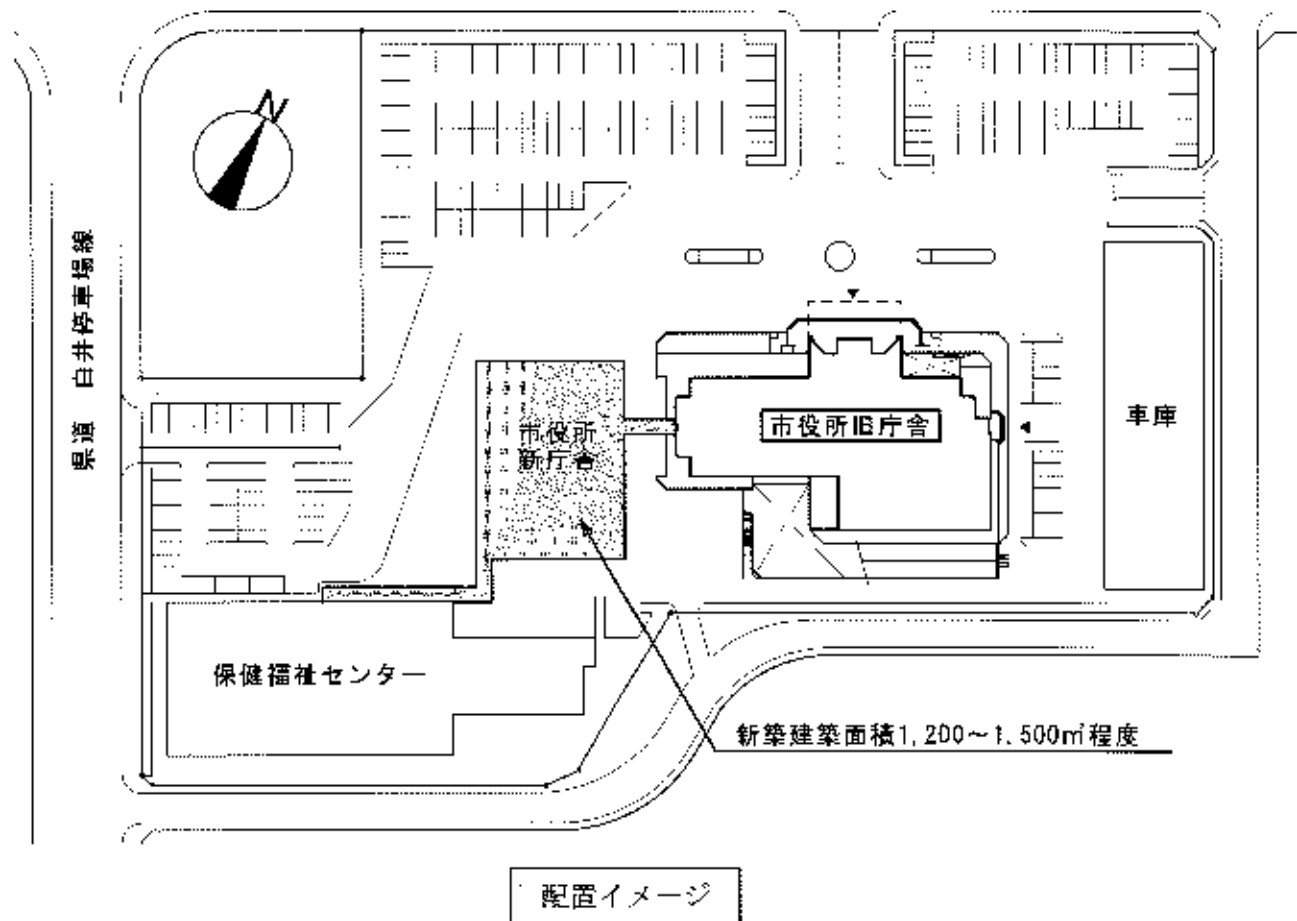 N
県道 白井停車場線
市役所旧庁舎
車庫
市役所
新庁舎
保健福祉センター
新築建築面積1,200~1,500㎡程度
配置イメージ